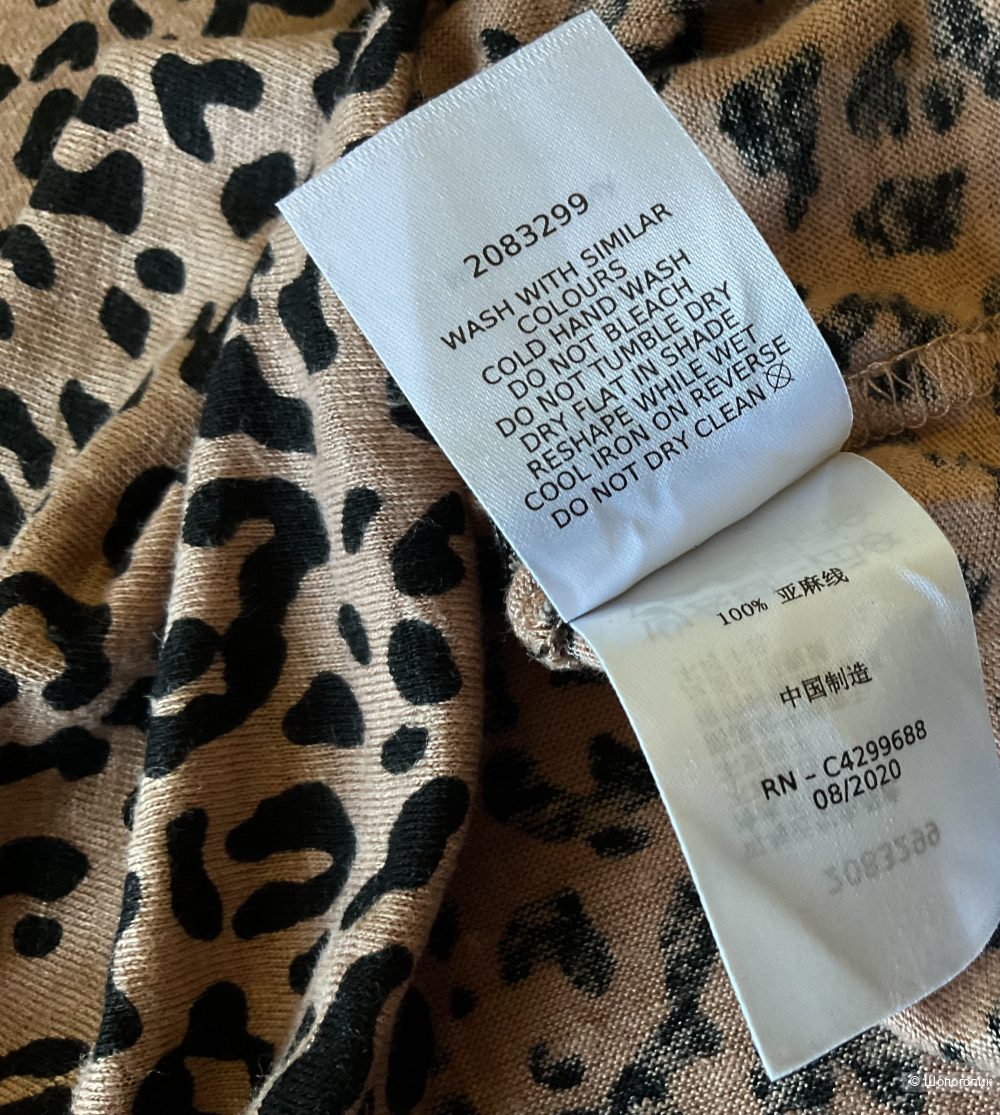 2083299
WASH WITH SIMILAR
COLOURS
COLD HAND WASH
DO NOT BLEACH
DO NOT TUMBLE DRY
DRY FLAT IN SHADE
RESHAPE WHILE WET
COOL IRON ON REVERSE
DO NOT DRY CLEAN
100% 亚麻线
中国制造
RN - C4299688
08/2020
2083299
© Шопоголик